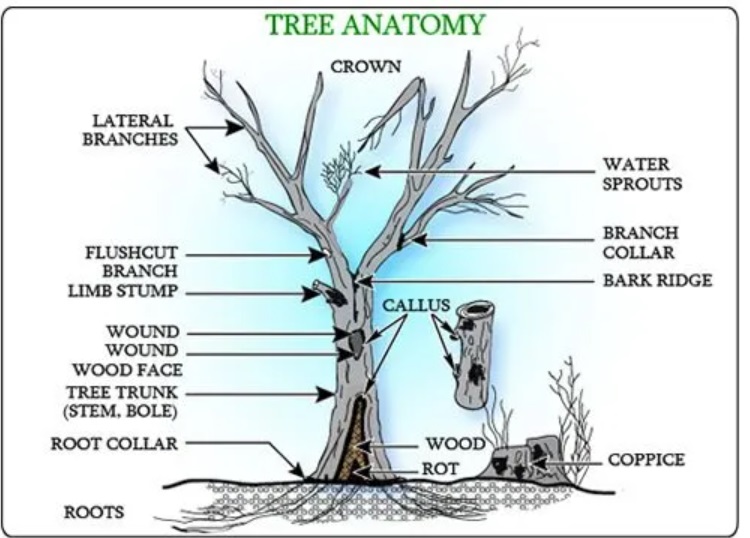 TREE ANATOMY
CROWN
LATERAL
BRANCHES
WATER
SPROUTS
BRANCH
COLLAR
FLUSHCUT
BRANCH
BARK RIDGE
LIMB STUMP
CALLUS
WOUND
WOUND
WOOD FACE
TREE TRUNK
(STEM, BOLE)
ROOT COLLAR
WOOD
ROT
COPPICE
ROOTS